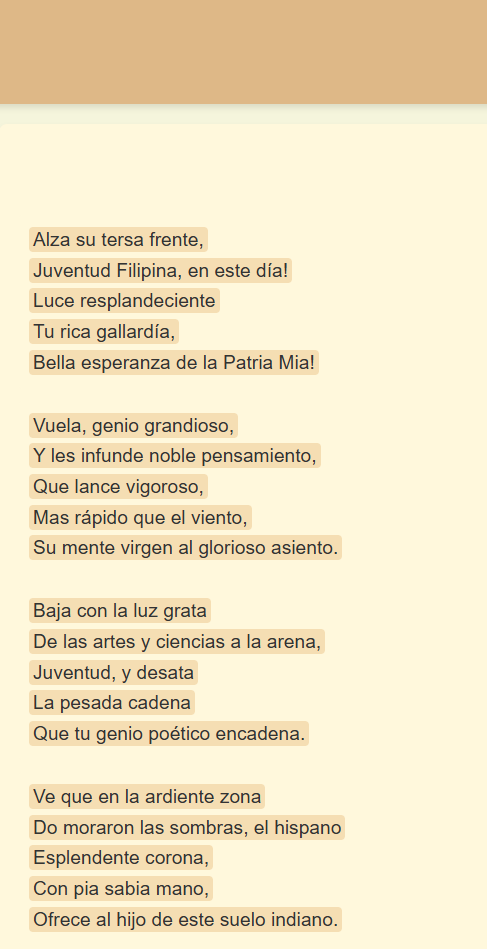 Alza su tersa frente,
Juventud Filipina, en este día!
Luce resplandeciente
Tu rica gallardía,
Bella esperanza de la Patria Mia!
Vuela, genio grandioso,
Y les infunde noble pensamiento,
Que lance vigoroso,
Mas rápido que el viento,
Su mente virgen al glorioso asiento.
Baja con la luz grata
De las artes y ciencias a la arena,
Juventud, y desata
La pesada cadena
Que tu genio poético encadena.
Ve que en la ardiente zona
Do moraron las sombras, el hispano
Esplendente corona,
Con pia sabia mano,
Ofrece al hijo de este suelo indiano.